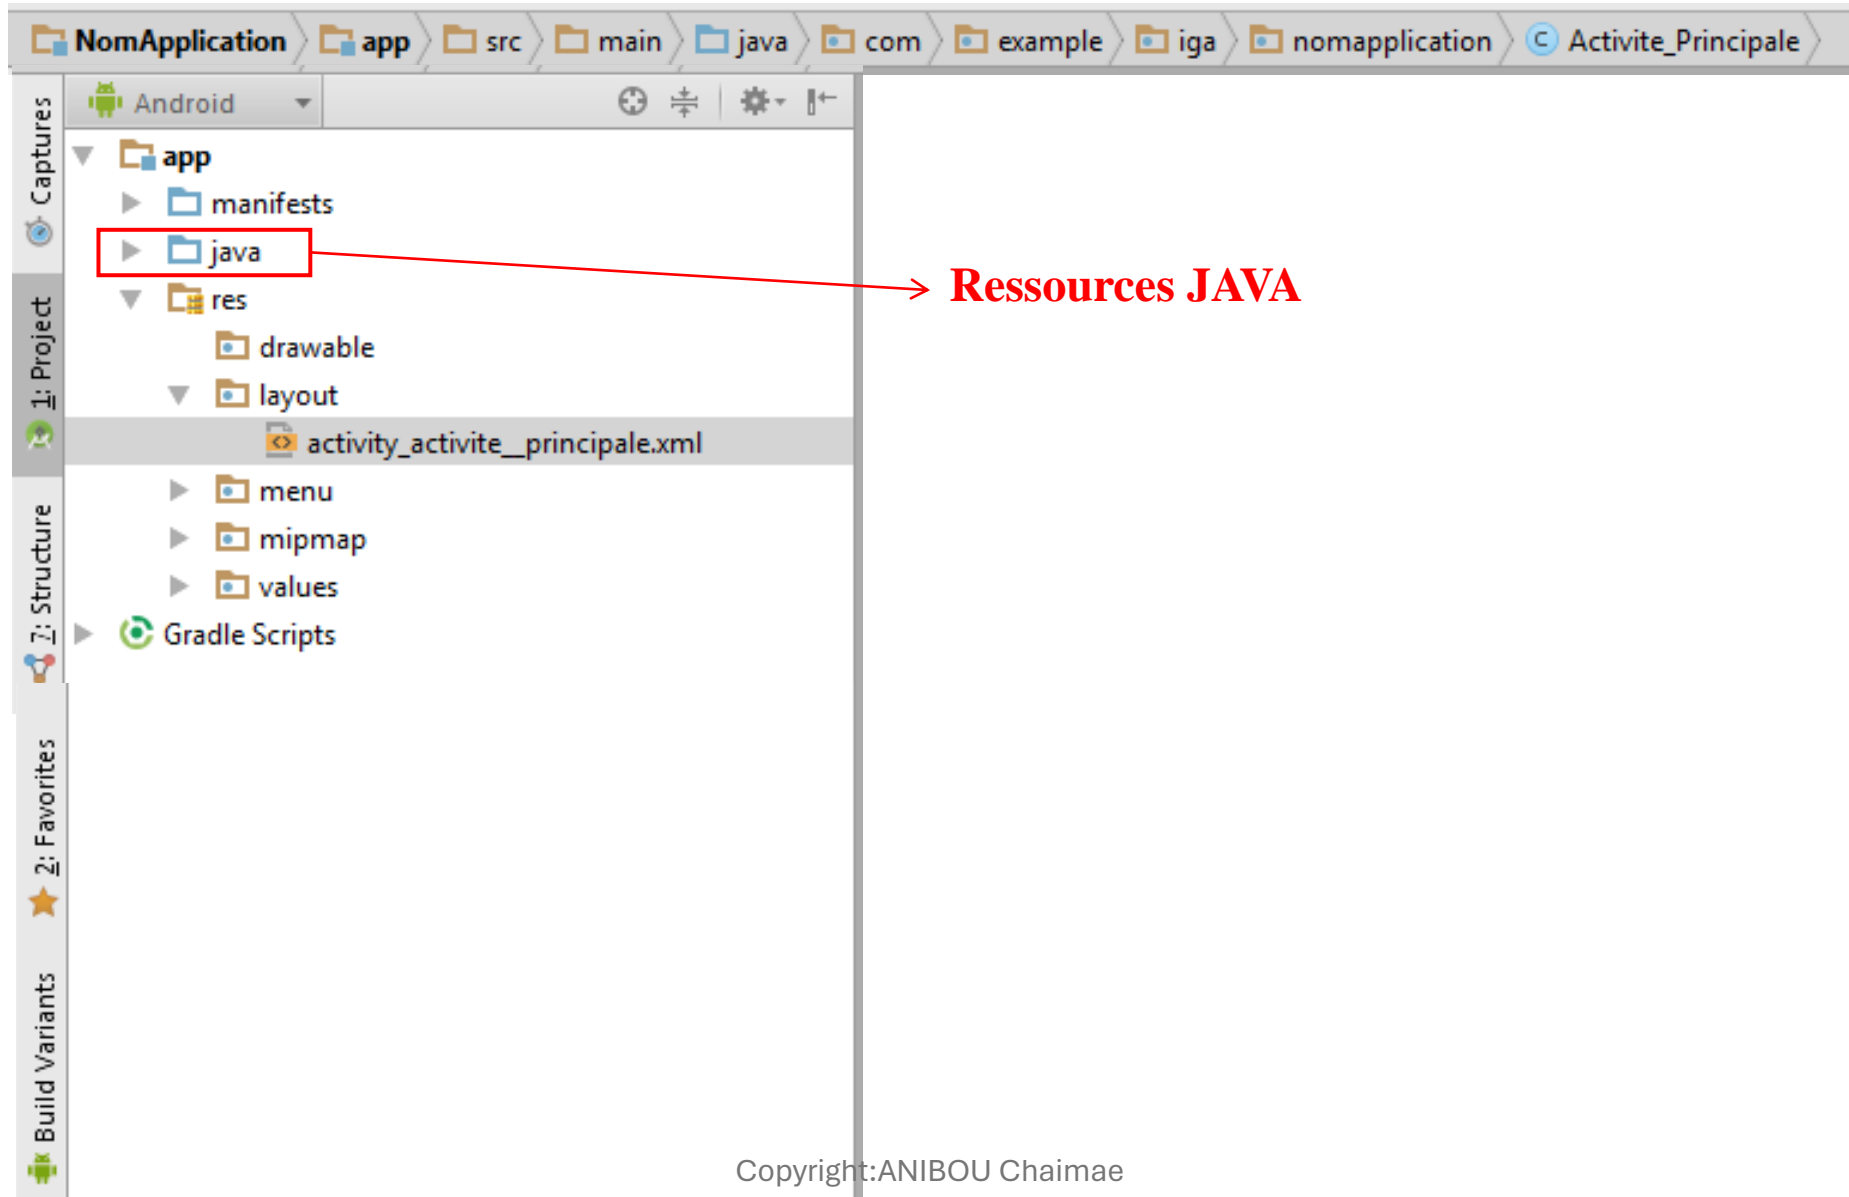 NomApplication app src main java com example iga nomapplication Activite_Principale
Captures
1: Project
7: Structure
2: Favorites
Build Variants
Android
app
manifests
java
res
drawable
layout
activity_activite__principale.xml
menu
mipmap
values
Gradle Scripts
Ressources JAVA
Copyright:ANIBOU Chaimae